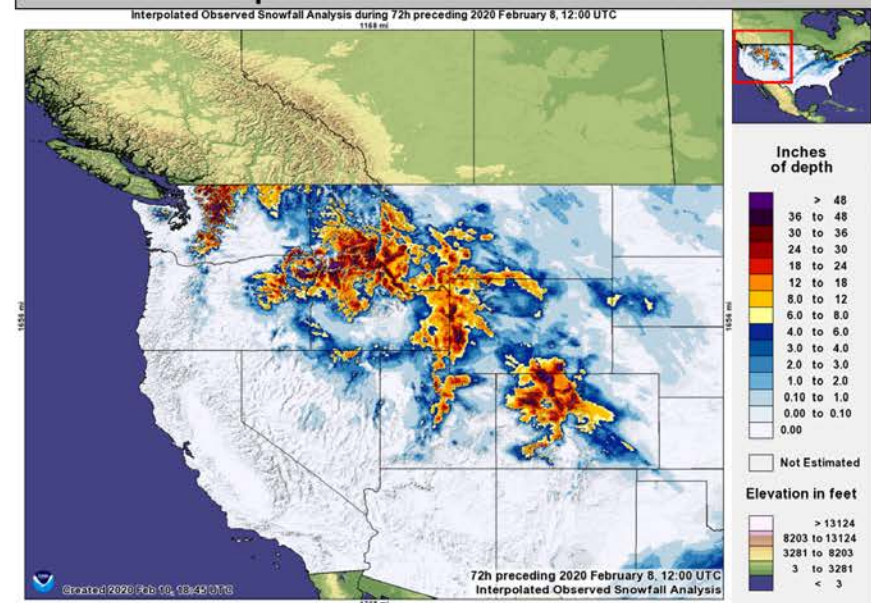 Interpolated Observed Snowfall Analysis during 72h preceding 2020 February 8, 12:00 UTC
1168 mi
1656 mi
1656 mi
Inches
of depth
> 48
36 to 48
30 to 36
24 to 30
18 to 24
12 to 18
8.0 to 12
6.0 to 8.0
4.0 to 6.0
3.0 to 4.0
2.0 to 3.0
1.0 to 2.0
0.10 to 1.0
0.00 to 0.10
0.00
Not Estimated
Elevation in feet
> 13124
8203 to 13124
3281 to 8203
3 to 3281
< 3
Created 2020 Feb 10, 18:45 UTC
72h preceding 2020 February 8, 12:00 UTC
Interpolated Observed Snowfall Analysis